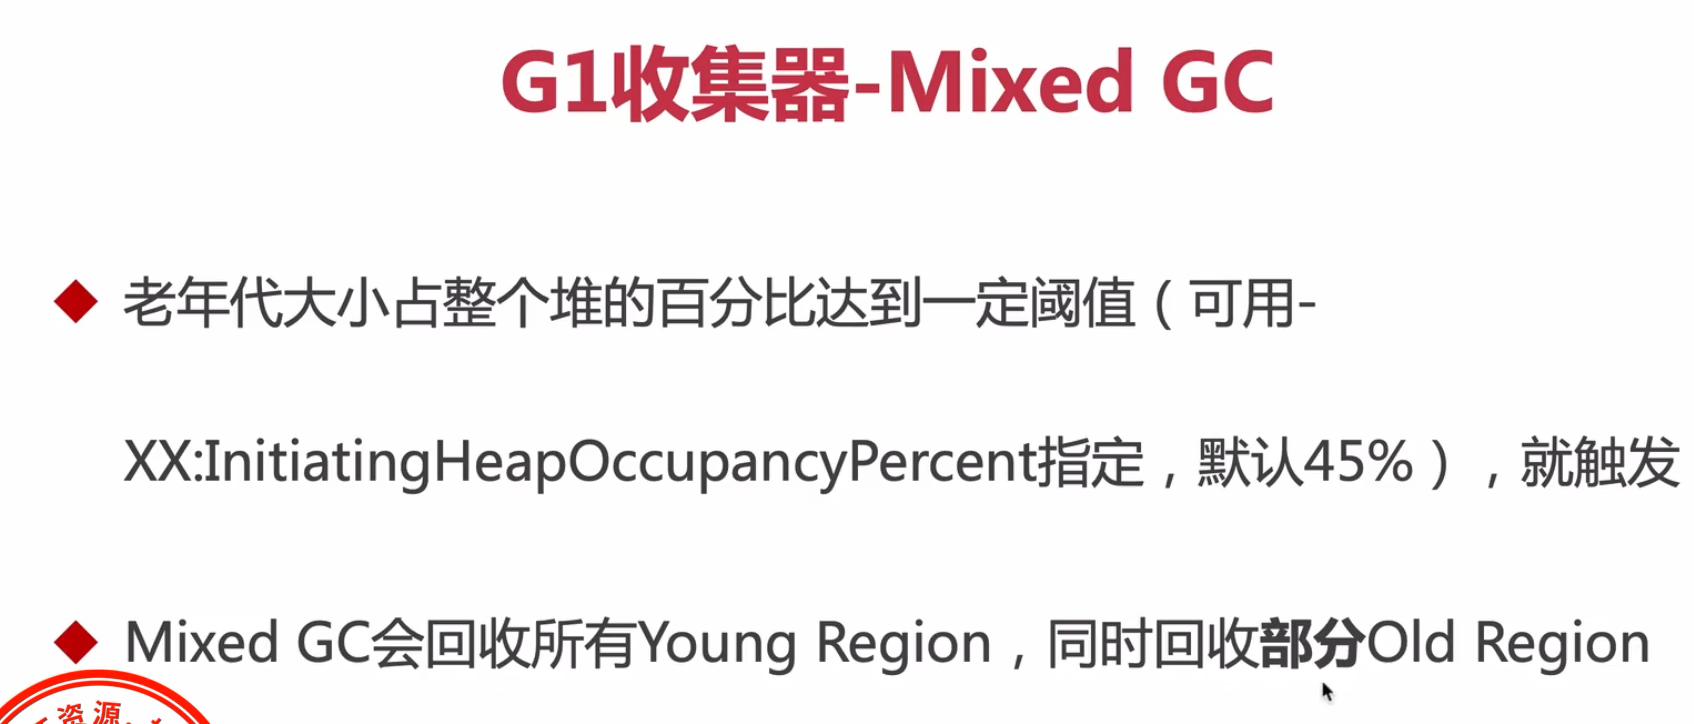 G1收集器-Mixed GC
老年代大小占整个堆的百分比达到一定阈值（可用-
XX:InitiatingHeapOccupancyPercent指定，默认45%），就触发
Mixed GC会回收所有Young Region，同时回收部分Old Region
资源